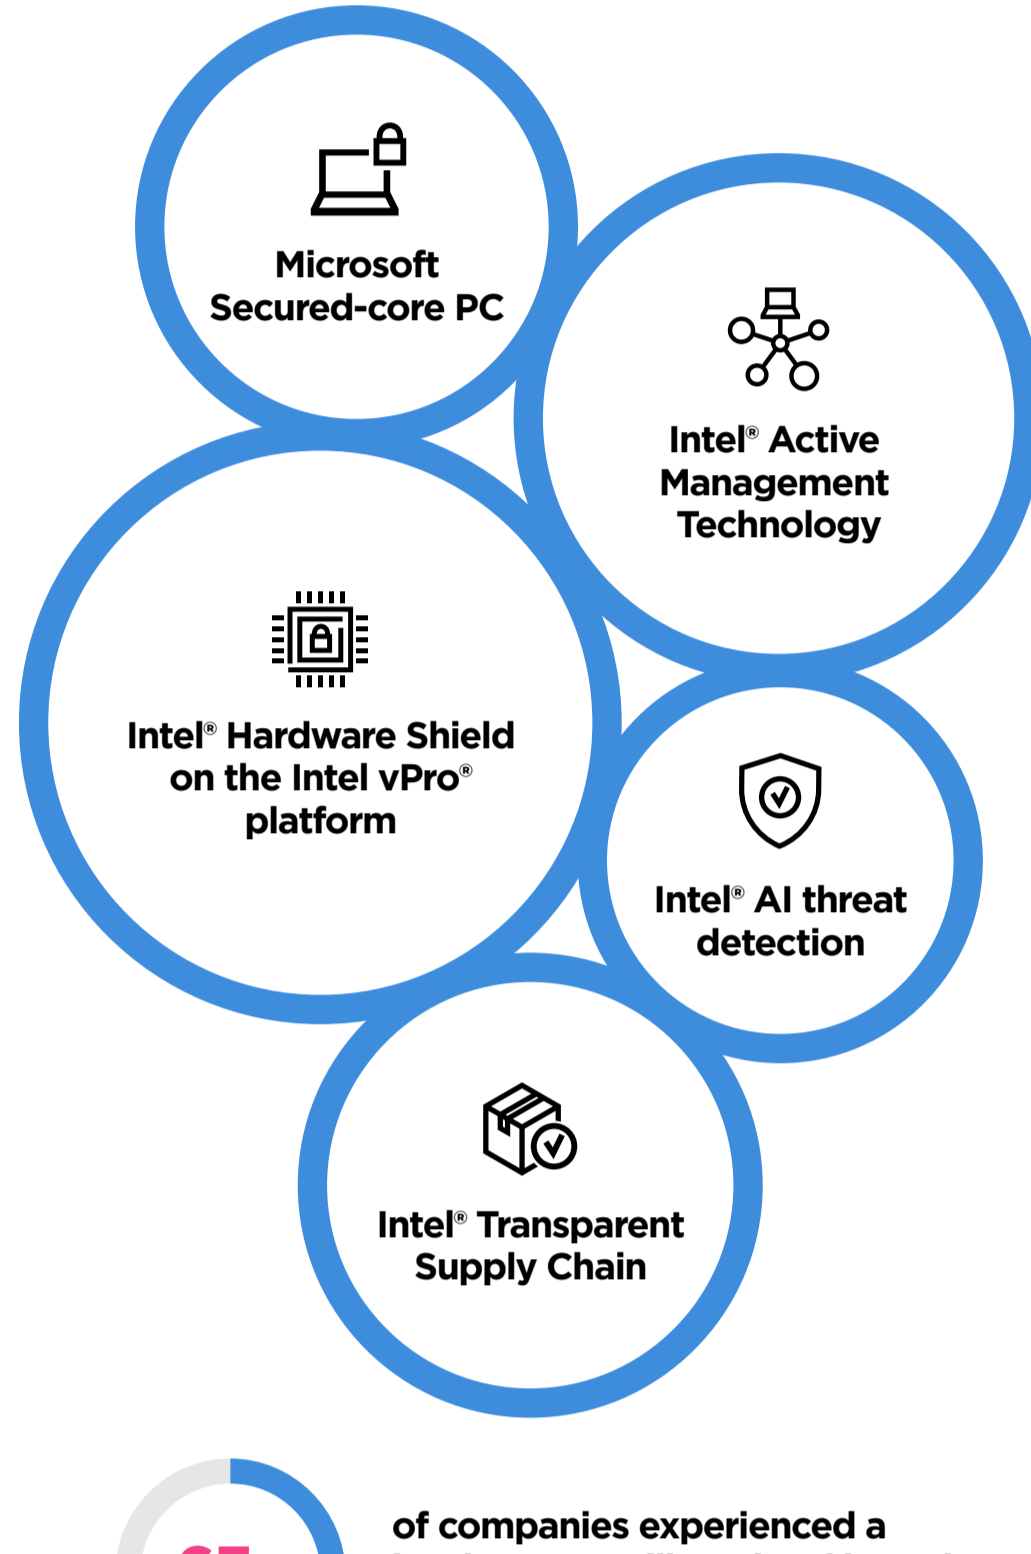 Microsoft
Secured-core PC
Intel® Active
Management
Technology
Intel® Hardware Shield
on the Intel vPro®
platform
Intel® AI threat
detection
Intel® Transparent
Supply Chain
of companies experienced a